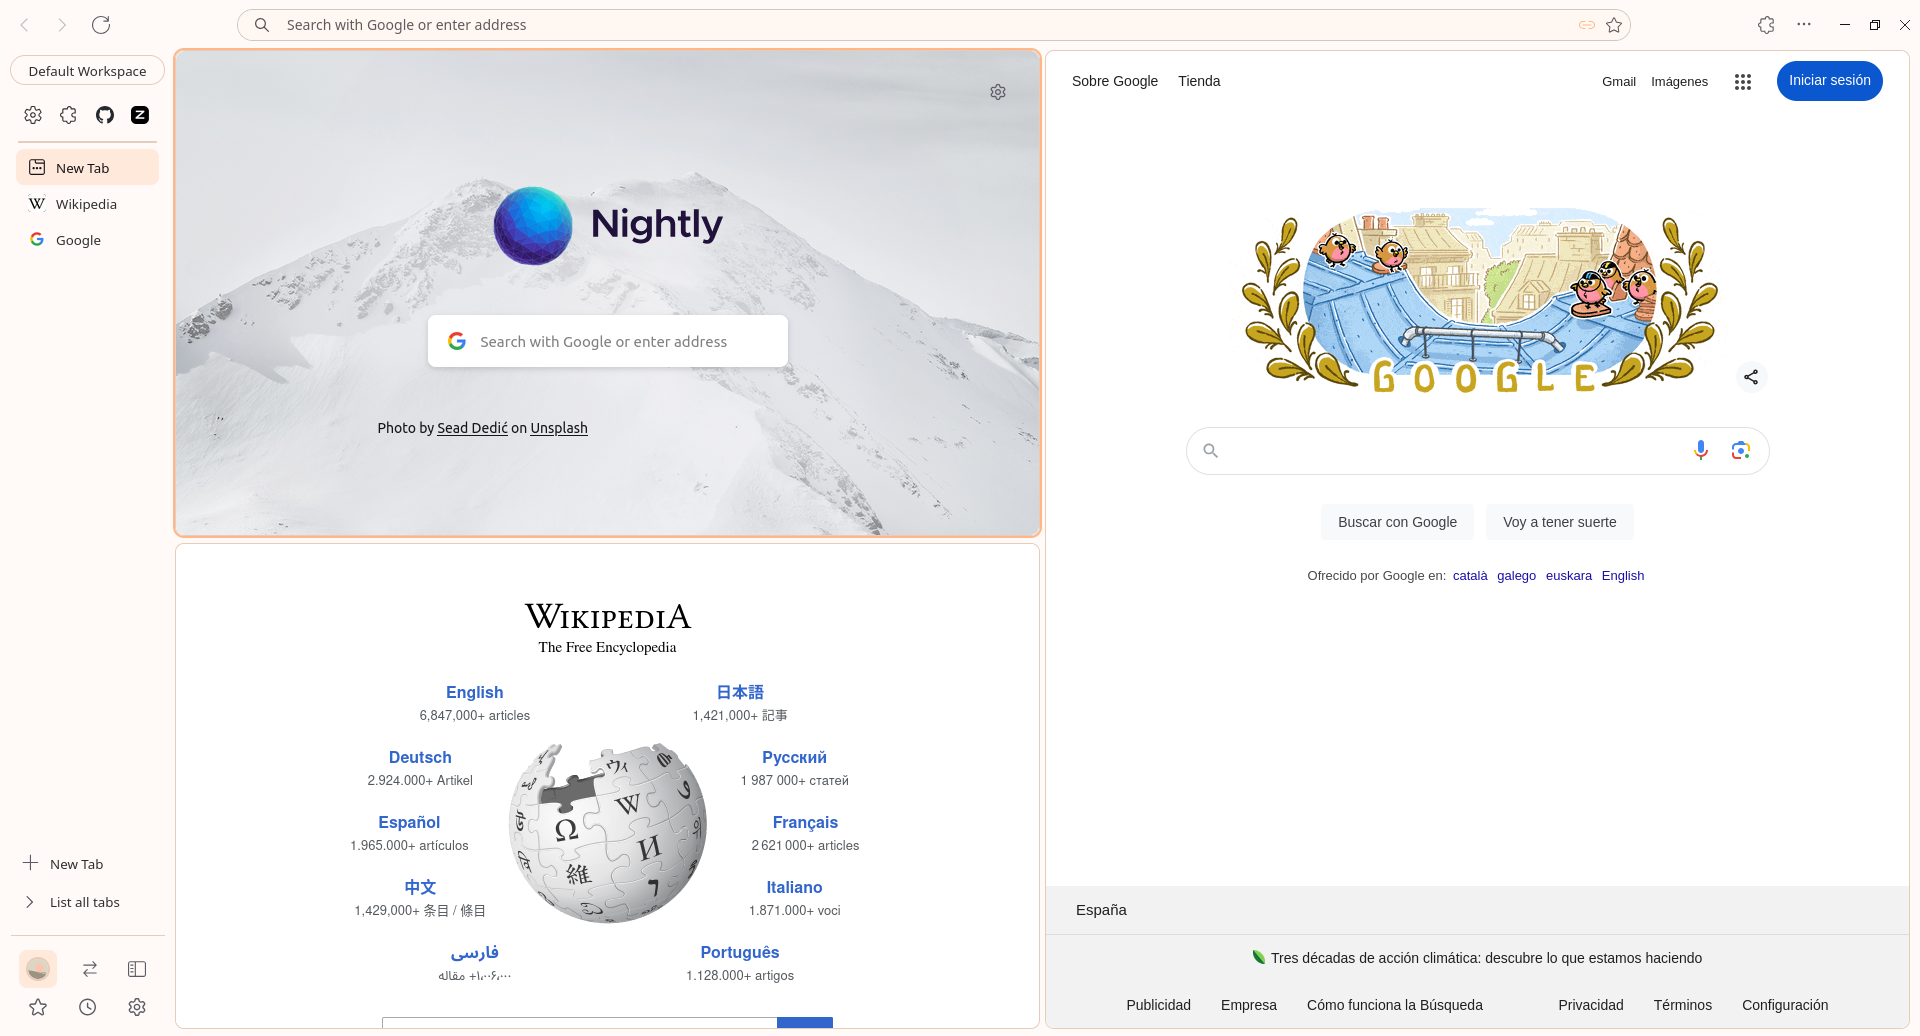 Search with Google or enter address
Default Workspace
New Tab
Wikipedia
Google
New Tab
List all tabs
Nightly
Search with Google or enter address
Photo by Sead Dedić on Unsplash
WIKIPEDIA
The Free Encyclopedia
English
6,847,000+ articles
日本語
1,421,000+ 記事
Deutsch
2.924.000+ Artikel
Русский
1 987 000+ статей
Español
1.965.000+ artículos
Français
2 621 000+ articles
中文
1,429,000+ 条目 / 條目
Italiano
1.871.000+ voci
فارسی
۱٬۰۰۶٬۰۰۰+ مقاله
Português
1.128.000+ artigos
Sobre Google Tienda
Gmail Imágenes
Iniciar sesión
GOOGLE
Buscar con Google Voy a tener suerte
Ofrecido por Google en: català galego euskara English
España
Tres décadas de acción climática: descubre lo que estamos haciendo
Publicidad Empresa Cómo funciona la Búsqueda Privacidad Términos Configuración